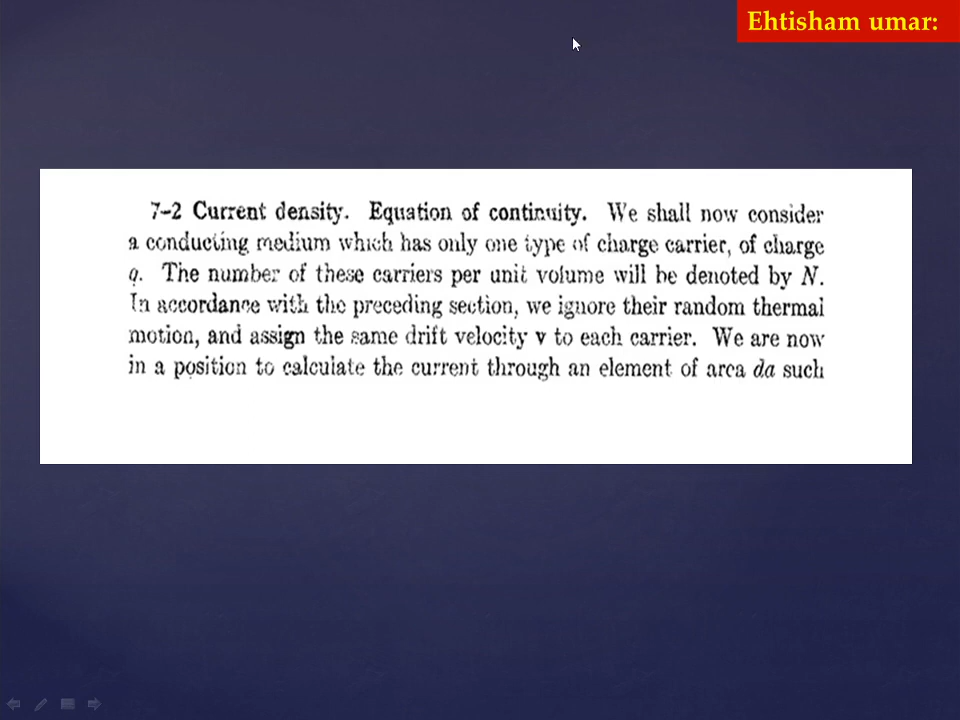 Ehtisham umar:
7–2 Current density. Equation of continuity. We shall now consider
a conducting medium which has only one type of charge carrier, of charge
q. The number of these carriers per unit volume will be denoted by N.
In accordance with the preceding section, we ignore their random thermal
motion, and assign the same drift velocity v to each carrier. We are now
in a position to calculate the current through an element of area da such